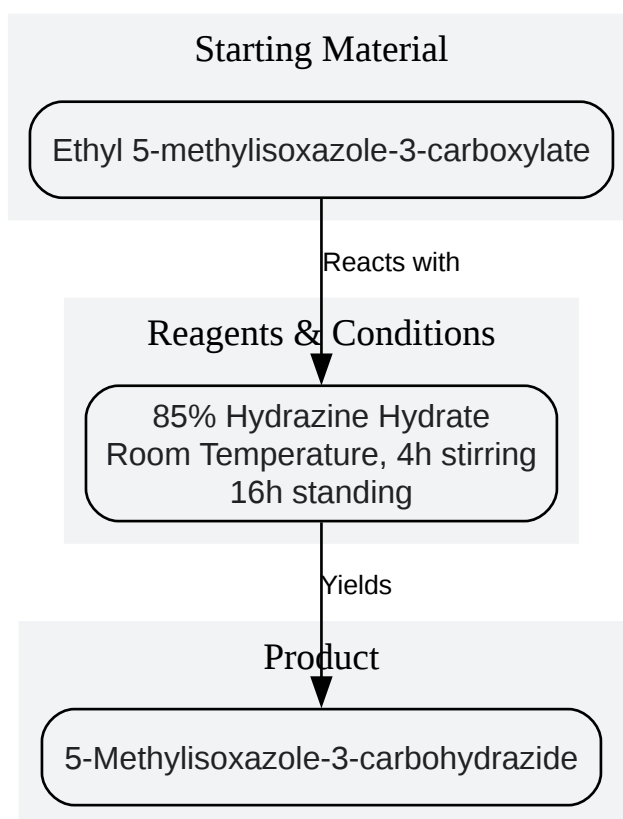 Starting Material
Ethyl 5-methylisoxazole-3-carboxylate
Reacts with
Reagents & Conditions
85% Hydrazine Hydrate
Room Temperature, 4h stirring
16h standing
Yields
Product
5-Methylisoxazole-3-carbohydrazide